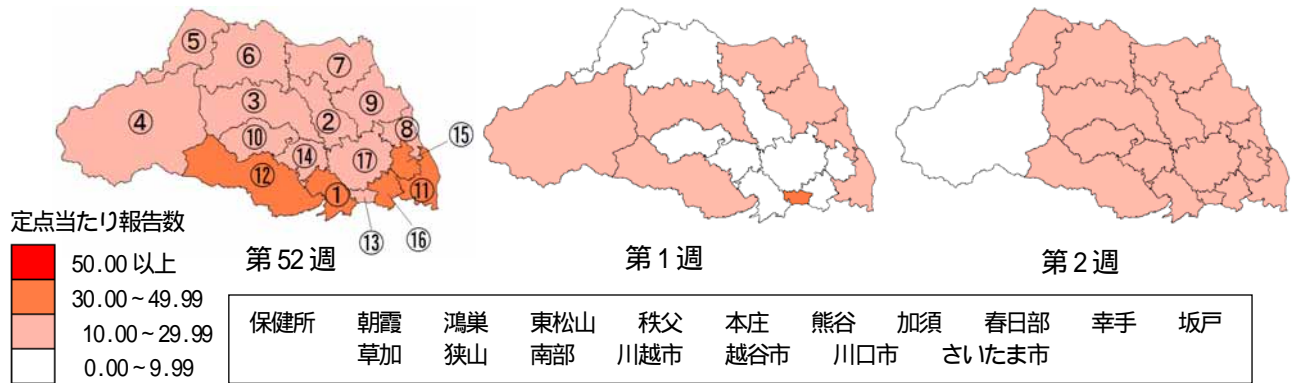 ⑤
⑥
⑦
③
⑨
④
②
⑧
⑮
⑩
⑭
⑰
⑫
①
⑪
⑬
⑯
定点当たり報告数
50.00 以上
30.00~49.99
10.00~29.99
0.00~9.99
第 52 週
第 1 週
第 2 週
保健所 朝霞 鴻巣 東松山 秩父 本庄 熊谷 加須 春日部 幸手 坂戸
草加 狭山 南部 川越市 越谷市 川口市 さいたま市